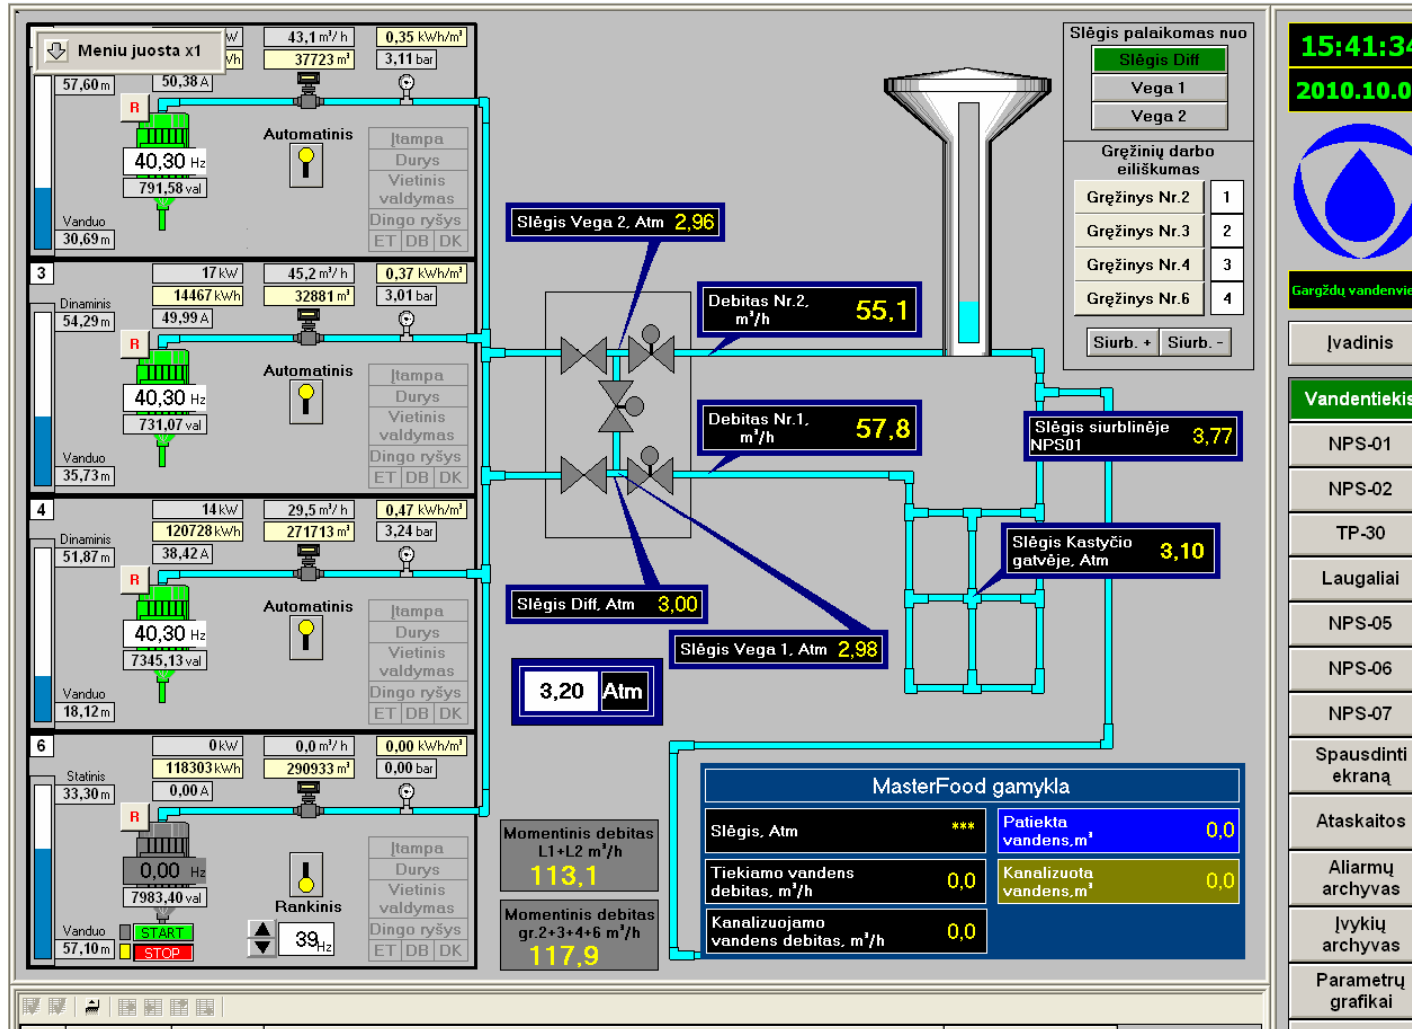 Meniu juosta x1
W
43,1 m³/ h
0,35 kWh/m³
Vh
37723 m³
3,11 bar
57,60 m
50,38 A
R
Automatinis
40,30 Hz
791,58 val
Įtampa
Durys
Vietinis
valdymas
Dingo ryšys
ET DB DK
Vanduo
30,69 m
3
17 kW
45,2 m³/ h
0,37 kWh/m³
14467 kWh
32881 m³
3,01 bar
Dinaminis
54,29 m
49,99 A
R
Automatinis
40,30 Hz
731,07 val
Įtampa
Durys
Vietinis
valdymas
Dingo ryšys
ET DB DK
Vanduo
35,73 m
4
14 kW
29,5 m³/ h
0,47 kWh/m³
120728 kWh
271713 m³
3,24 bar
Dinaminis
51,87 m
38,42 A
R
Automatinis
40,30 Hz
7345,13 val
Įtampa
Durys
Vietinis
valdymas
Dingo ryšys
ET DB DK
Vanduo
18,12 m
6
0 kW
0,0 m³/ h
0,00 kWh/m³
118303 kWh
290933 m³
0,00 bar
Statinis
33,30 m
0,00 A
R
0,00 Hz
7983,40 val
Rankinis
39 Hz
START
STOP
Įtampa
Durys
Vietinis
valdymas
Dingo ryšys
ET DB DK
Vanduo
57,10 m
Slėgis Vega 2, Atm 2,96
Debitas Nr.2,
m³/h
55,1
Debitas Nr.1,
m³/h
57,8
Slėgis siurblinėje
NPS01
3,77
Slėgis Kastyčio
gatvėje, Atm
3,10
Slėgis Diff, Atm 3,00
Slėgis Vega 1, Atm 2,98
3,20 Atm
Momentinis debitas
L1+L2 m³/h
113,1
Momentinis debitas
gr.2+3+4+6 m³/h
117,9
MasterFood gamykla
Slėgis, Atm ***
Patiekta
vandens,m³
0,0
Tiekiamo vandens
debitas, m³/h
0,0
Kanalizuota
vandens,m³
0,0
Kanalizuojamo
vandens debitas, m³/h
0,0
Slėgis palaikomas nuo
Slėgis Diff
Vega 1
Vega 2
Gręžinių darbo
eiliškumas
Gręžinys Nr.2 1
Gręžinys Nr.3 2
Gręžinys Nr.4 3
Gręžinys Nr.6 4
Siurb. + Siurb. -
15:41:34
2010.10.0
Gargždų vandenvie
Įvadinis
Vandentiekis
NPS-01
NPS-02
TP-30
Laugaliai
NPS-05
NPS-06
NPS-07
Spausdinti
ekraną
Ataskaitos
Aliarmų
archyvas
Įvykių
archyvas
Parametrų
grafikai